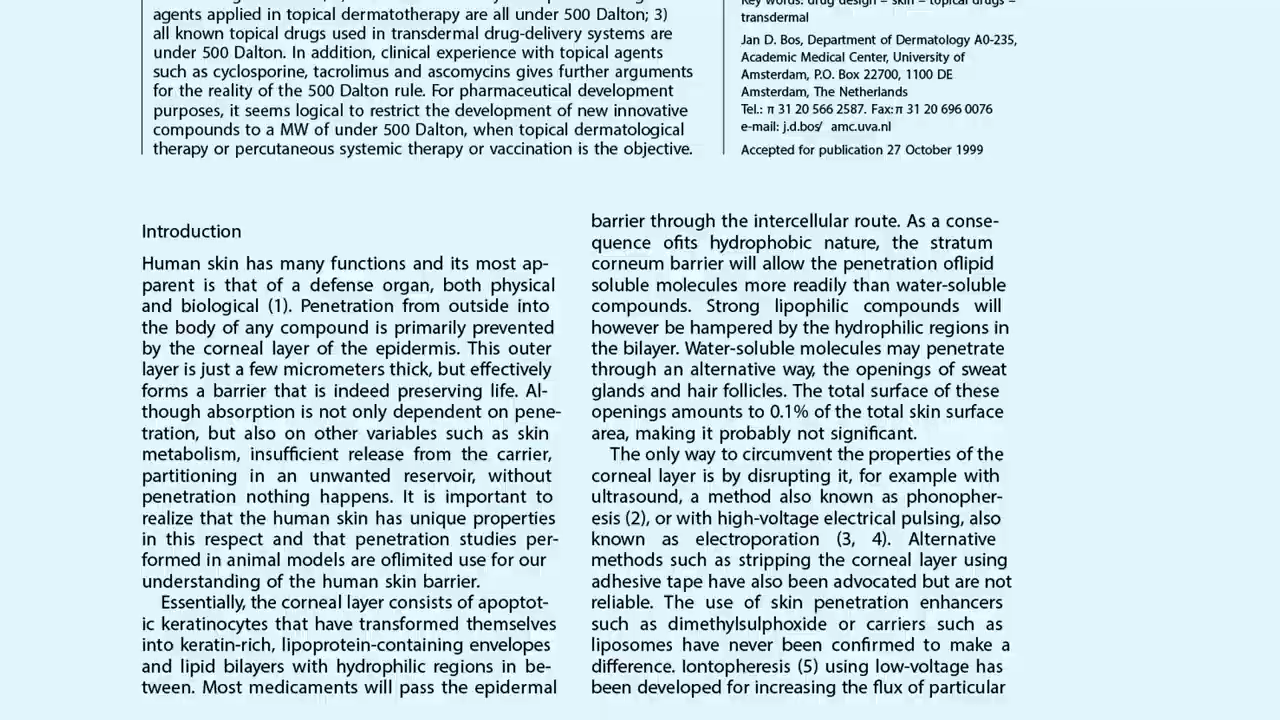 agents applied in topical dermatotherapy are all under 500 Dalton; 3)
all known topical drugs used in transdermal drug-delivery systems are
under 500 Dalton. In addition, clinical experience with topical agents
such as cyclosporine, tacrolimus and ascomycins gives further arguments
for the reality of the 500 Dalton rule. For pharmaceutical development
purposes, it seems logical to restrict the development of new innovative
compounds to a MW of under 500 Dalton, when topical dermatological
therapy or percutaneous systemic therapy or vaccination is the objective.
Key words: drug design – skin – topical drugs –
transdermal
Jan D. Bos, Department of Dermatology A0-235,
Academic Medical Center, University of
Amsterdam, P.O. Box 22700, 1100 DE
Amsterdam, The Netherlands
Tel.: π 31 20 566 2587. Fax:π 31 20 696 0076
e-mail: j.d.bos/ amc.uva.nl
Accepted for publication 27 October 1999
Introduction
Human skin has many functions and its most ap-
parent is that of a defense organ, both physical
and biological (1). Penetration from outside into
the body of any compound is primarily prevented
by the corneal layer of the epidermis. This outer
layer is just a few micrometers thick, but effectively
forms a barrier that is indeed preserving life. Al-
though absorption is not only dependent on pene-
tration, but also on other variables such as skin
metabolism, insufficient release from the carrier,
partitioning in an unwanted reservoir, without
penetration nothing happens. It is important to
realize that the human skin has unique properties
in this respect and that penetration studies per-
formed in animal models are oflimited use for our
understanding of the human skin barrier.
Essentially, the corneal layer consists of apoptot-
ic keratinocytes that have transformed themselves
into keratin-rich, lipoprotein-containing envelopes
and lipid bilayers with hydrophilic regions in be-
tween. Most medicaments will pass the epidermal
barrier through the intercellular route. As a conse-
quence ofits hydrophobic nature, the stratum
corneum barrier will allow the penetration oflipid
soluble molecules more readily than water-soluble
compounds. Strong lipophilic compounds will
however be hampered by the hydrophilic regions in
the bilayer. Water-soluble molecules may penetrate
through an alternative way, the openings of sweat
glands and hair follicles. The total surface of these
openings amounts to 0.1% of the total skin surface
area, making it probably not significant.
The only way to circumvent the properties of the
corneal layer is by disrupting it, for example with
ultrasound, a method also known as phonopher-
esis (2), or with high-voltage electrical pulsing, also
known as electroporation (3, 4). Alternative
methods such as stripping the corneal layer using
adhesive tape have also been advocated but are not
reliable. The use of skin penetration enhancers
such as dimethylsulphoxide or carriers such as
liposomes have never been confirmed to make a
difference. Iontopheresis (5) using low-voltage has
been developed for increasing the flux of particular